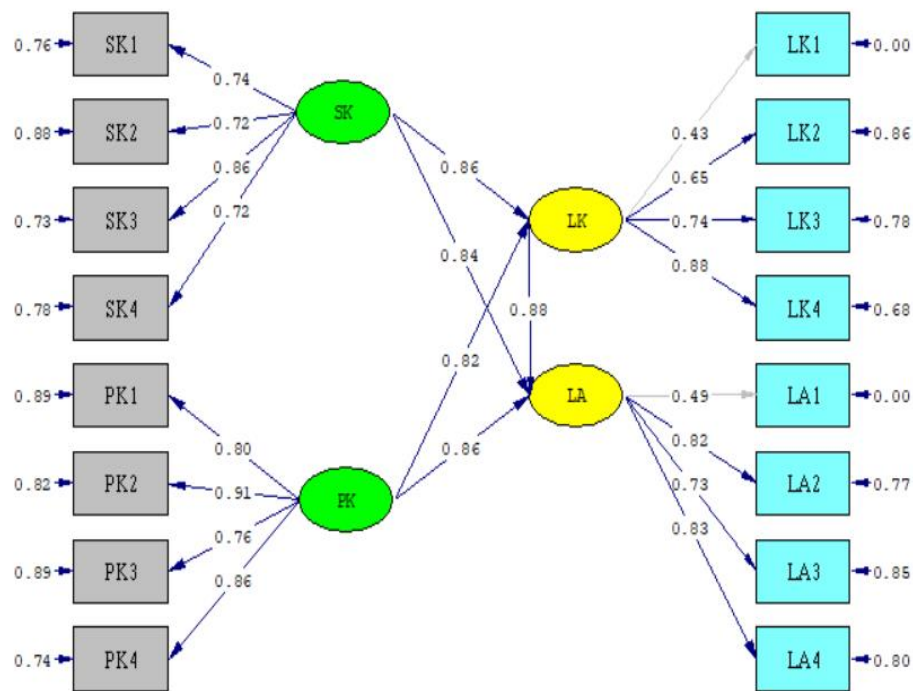 0.76 SK1
0.74
0.88 SK2
0.72
0.86
0.73 SK3
0.72
0.78 SK4
0.89 PK1
0.80
0.82 PK2
0.91
0.76
0.89 PK3
0.86
0.74 PK4
SK
PK
0.86
0.84
0.88
0.82
0.86
LK
LA
LK1 0.00
0.43
LK2 0.86
0.65
0.74 LK3 0.78
0.88
LK4 0.68
0.49 LA1 0.00
0.82
LA2 0.77
0.73
0.83
LA3 0.85
LA4 0.80